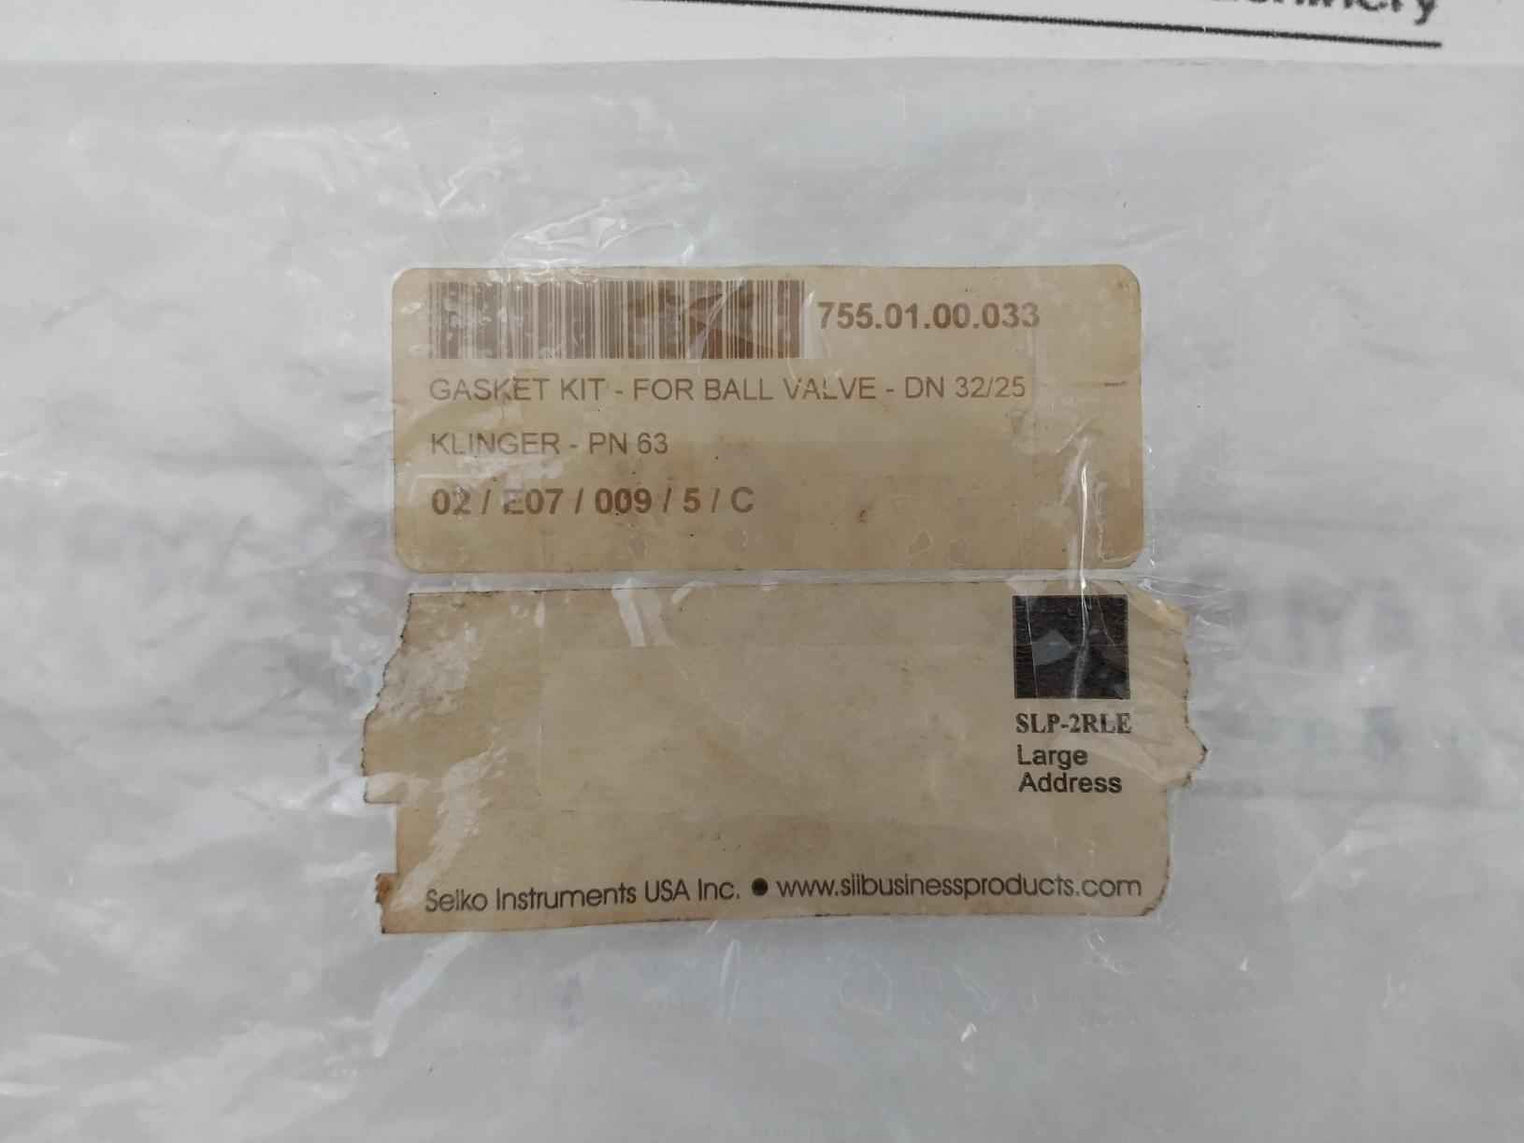 755.01.00.033
GASKET KIT - FOR BALL VALVE - DN 32/25
KLINGER - PN 63
02 / E07 / 009 / 5 / C
SLP-2RLE
Large
Address
Seiko Instruments USA Inc. ● www.siibusinessproducts.com